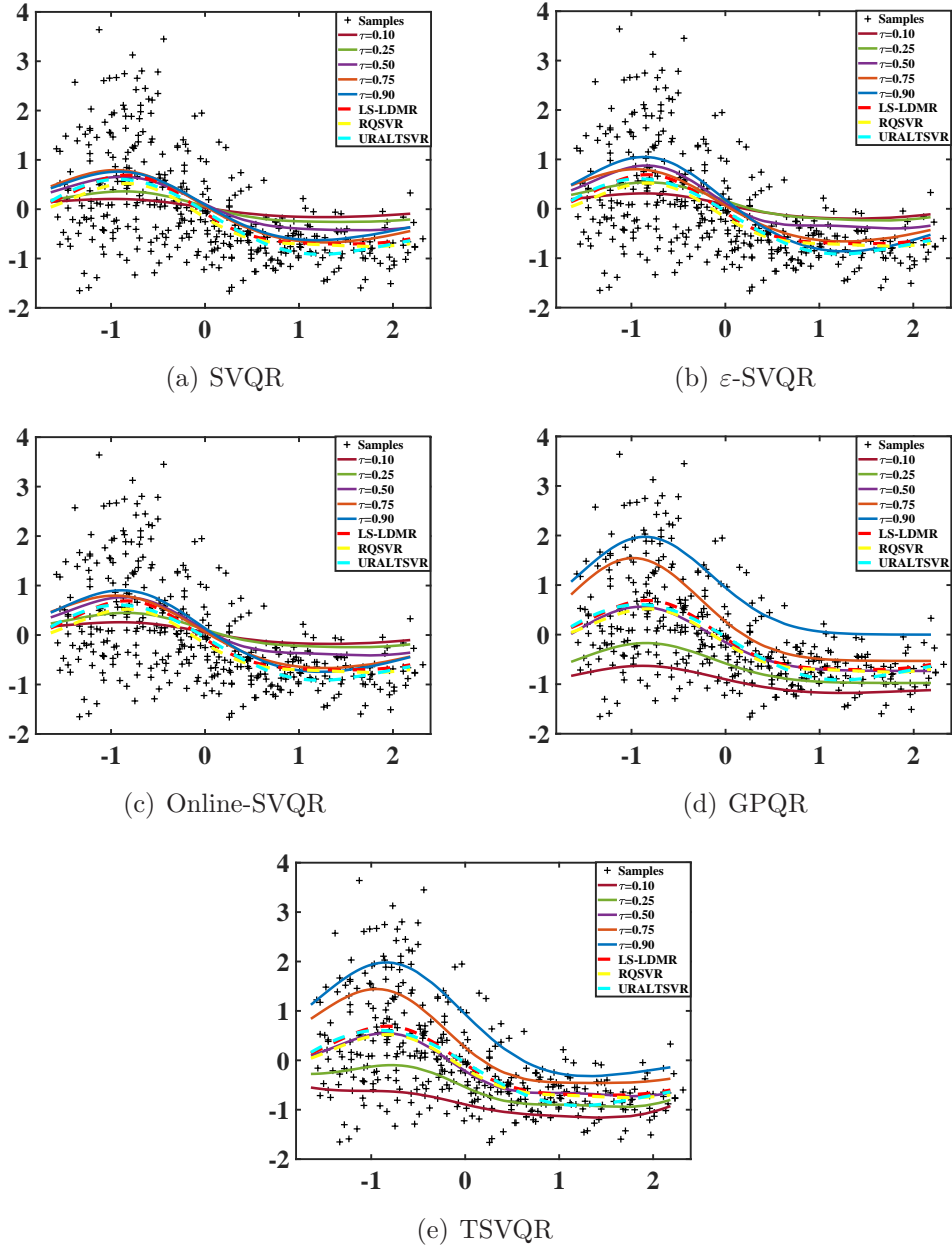 4
3
2
1
0
-1
-2
-1
0
1
2
Samples
τ=0.10
τ=0.25
τ=0.50
τ=0.75
τ=0.90
LS-LDMR
RQSVR
URALTSVR
(a) SVQR
4
3
2
1
0
-1
-2
-1
0
1
2
Samples
τ=0.10
τ=0.25
τ=0.50
τ=0.75
τ=0.90
LS-LDMR
RQSVR
URALTSVR
(b) ε-SVQR
4
3
2
1
0
-1
-2
-1
0
1
2
Samples
τ=0.10
τ=0.25
τ=0.50
τ=0.75
τ=0.90
LS-LDMR
RQSVR
URALTSVR
(c) Online-SVQR
4
3
2
1
0
-1
-2
-1
0
1
2
Samples
τ=0.10
τ=0.25
τ=0.50
τ=0.75
τ=0.90
LS-LDMR
RQSVR
URALTSVR
(d) GPQR
4
3
2
1
0
-1
-2
-1
0
1
2
Samples
τ=0.10
τ=0.25
τ=0.50
τ=0.75
τ=0.90
LS-LDMR
RQSVR
URALTSVR
(e) TSVQR